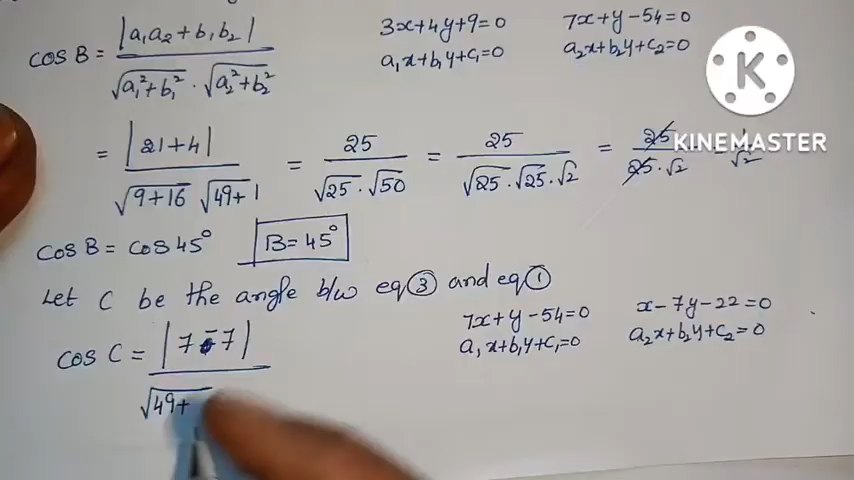 cos B = |a₁a₂ + b₁b₂| / √(a₁²+b₁²) · √(a₂²+b₂²)
3x+4y+9=0
a₁x+b₁y+c₁=0
7x+y-54=0
a₂x+b₂y+c₂=0
K
KINEMASTER
= |21+4| / √(9+16) √(49+1) = 25 / √25 · √50 = 25 / √25 · √25 · √2 = 25 / 25 · √2 = 1 / √2
cos B = cos 45° B = 45°
Let C be the angle b/w eq③ and eq①
7x+y-54=0
a₁x+b₁y+c₁=0
x-7y-22=0
a₂x+b₂y+c₂=0
cos C = |7-7|
√49+